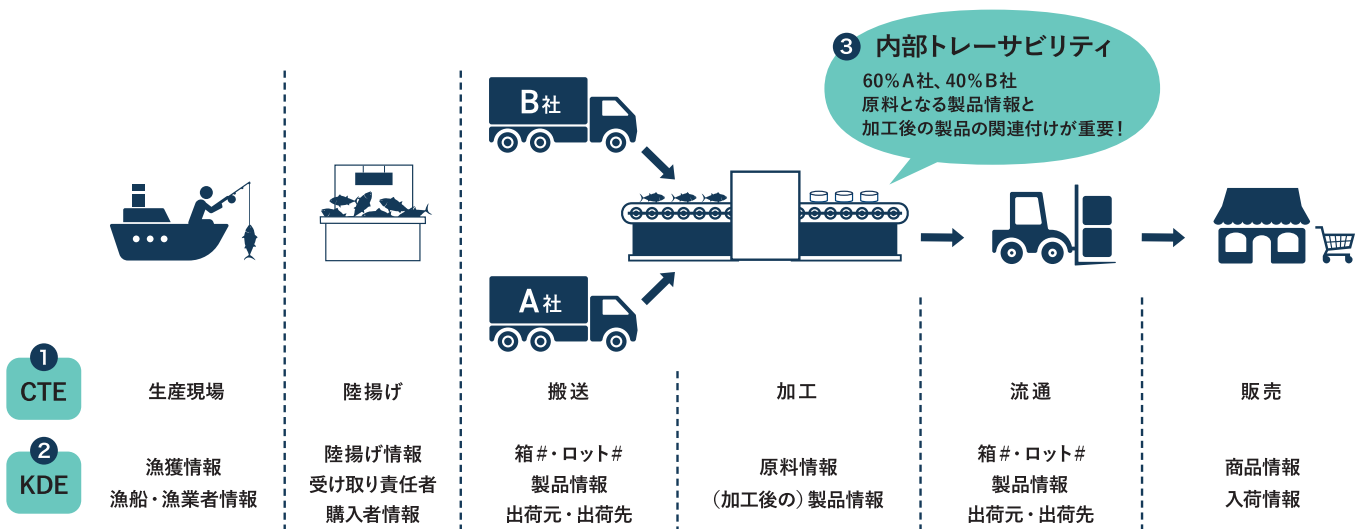 3 内部トレーサビリティ
60%A社、40%B社
原料となる製品情報と
加工後の製品の関連付けが重要!
B社
A社
1
CTE
生産現場
陸揚げ
搬送
加工
流通
販売
2
KDE
漁獲情報
漁船・漁業者情報
陸揚げ情報
受け取り責任者
購入者情報
箱#・ロット#
製品情報
出荷元・出荷先
原料情報
(加工後の)製品情報
箱#・ロット#
製品情報
出荷元・出荷先
商品情報
入荷情報